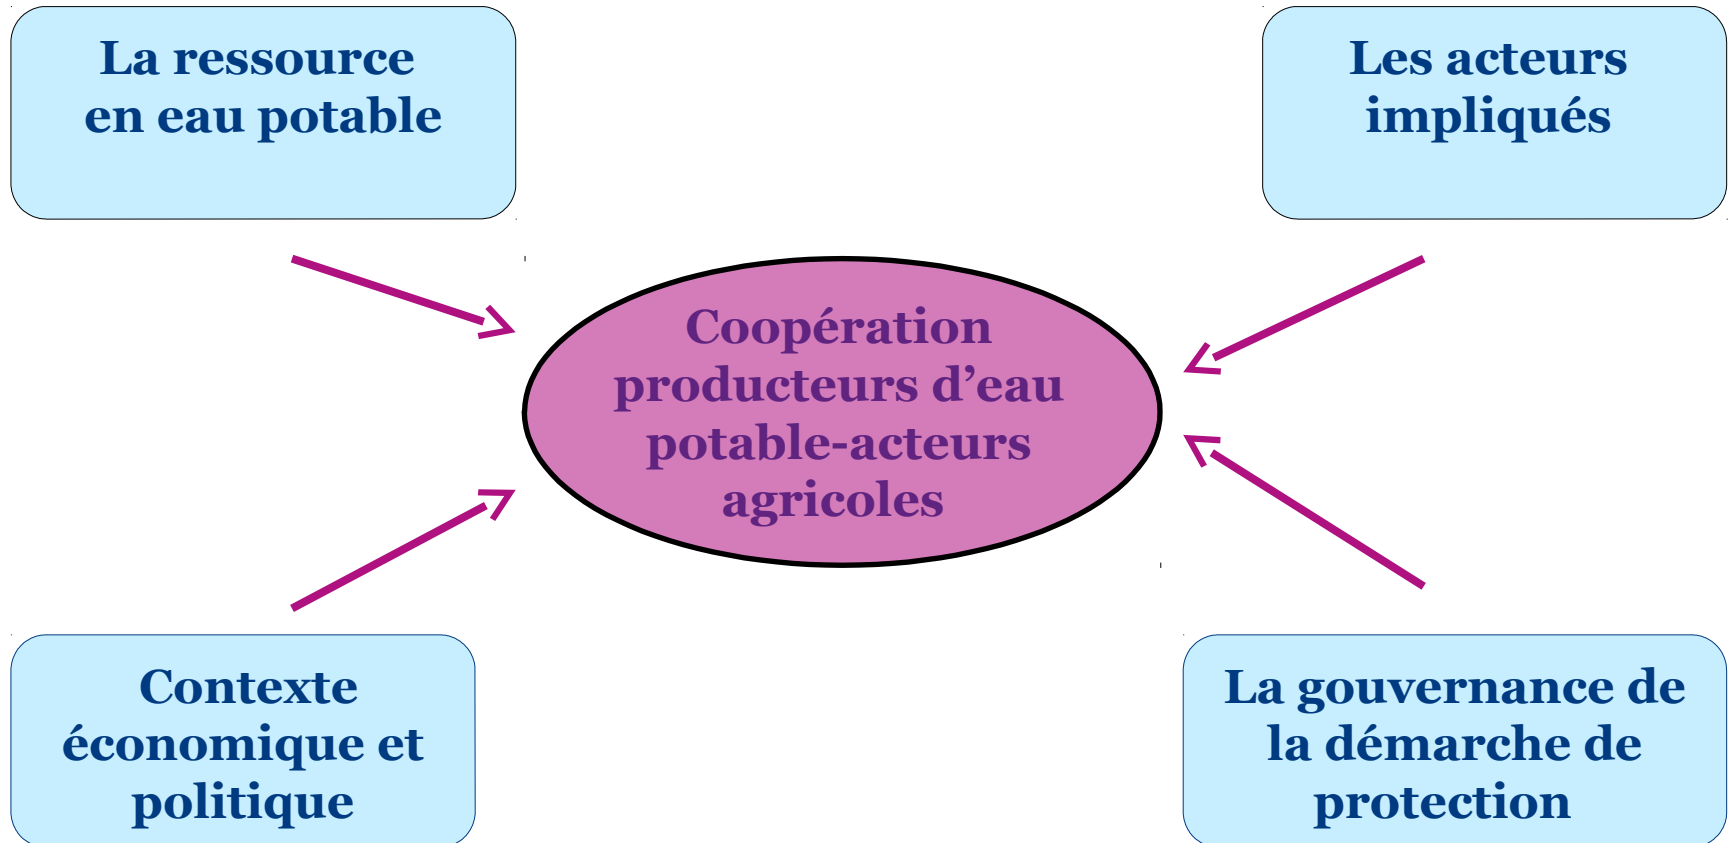 La ressource
en eau potable
Les acteurs
impliqués
Coopération
producteurs d’eau
potable-acteurs
agricoles
Contexte
économique et
politique
La gouvernance de
la démarche de
protection